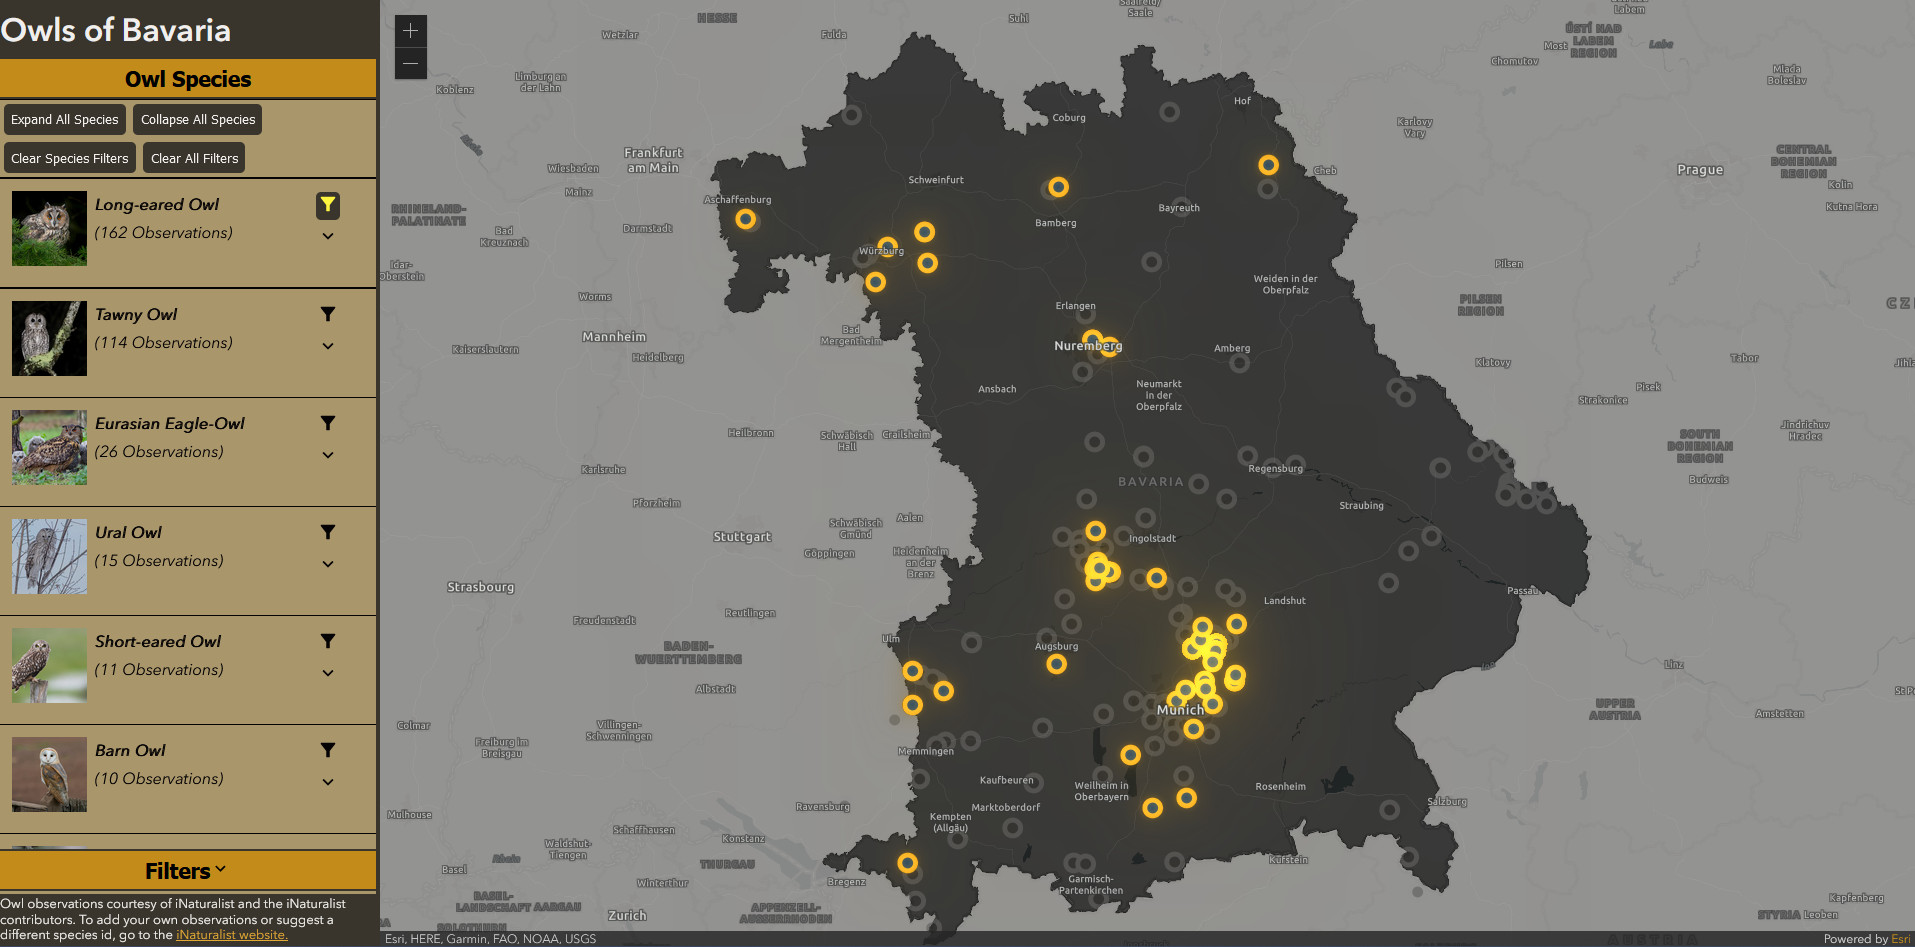 Owls of Bavaria
Owl Species
Expand All Species
Collapse All Species
Clear Species Filters
Clear All Filters
Long-eared Owl
(162 Observations)
Tawny Owl
(114 Observations)
Eurasian Eagle-Owl
(26 Observations)
Ural Owl
(15 Observations)
Short-eared Owl
(11 Observations)
Barn Owl
(10 Observations)
Filters
Owl observations courtesy of iNaturalist and the iNaturalist
contributors. To add your own observations or suggest a
different species id, go to the iNaturalist website.
+
−
HESSE
Suhl
Saale
Labem
Wetzlar
Fulda
ÚSTÍ NAD
LABEM
REGION
Most
Labe
Chomutov
Mlada
Boleslav
Koblenz
Limburg an
der Lahn
Hof
Coburg
Karlovy
Vary
Frankfurt
am Main
Wiesbaden
Mainz
Schweinfurt
Cheb
Prague
CENTRAL
BOHEMIAN
REGION
Kolin
Kutna Hora
RHINELAND-
PALATINATE
Bad
Kreuznach
Darmstadt
Aschaffenburg
Bamberg
Bayreuth
Würzburg
Idar-
Oberstein
Worms
Weiden in der
Oberpfalz
Pilsen
PILSEN
REGION
Erlangen
Mannheim
Bad
Mergentheim
Kaiserslautern
Heidelberg
Nuremberg
Amberg
Klatovy
Tabor
Ansbach
Neumarkt
in der
Oberpfalz
Pisek
Strakonice
Heilbronn
Schwäbisch
Hall
Crailsheim
Jindrichuv
Hradec
SOUTH
BOHEMIAN
REGION
Karlsruhe
Regensburg
BAVARIA
Budweis
Pforzheim
Straubing
Aalen
Schwäbisch
Gmünd
Stuttgart
Göppingen
Heidenheim
an der
Brenz
Ingolstadt
Strasbourg
Landshut
Passau
Reutlingen
Freudenstadt
Ulm
BADEN-
WUERTTEMBERG
Augsburg
Linz
Albstadt
Munich
UPPER
AUSTRIA
Amstetten
Colmar
Villingen-
Schwenningen
Freiburg im
Breisgau
Memmingen
Kaufbeuren
Weilheim in
Oberbayern
Rosenheim
Salzburg
Marktoberdorf
Kempten
(Allgäu)
Mulhouse
Ravensburg
Schaffhausen
Konstanz
Waldshut-
Tiengen
Rhein
Basel
THURGAU
Winterthur
Bregenz
Garmisch-
Partenkirchen
Kufstein
BASEL-
LANDSCHAFT
AARGAU
Zurich
APPENZELL-
AUSSERRHODEN
Kapfenberg
STYRIA
Leoben
SOLOTHURN
AUSTRIA
Esri, HERE, Garmin, FAO, NOAA, USGS
Powered by Esri